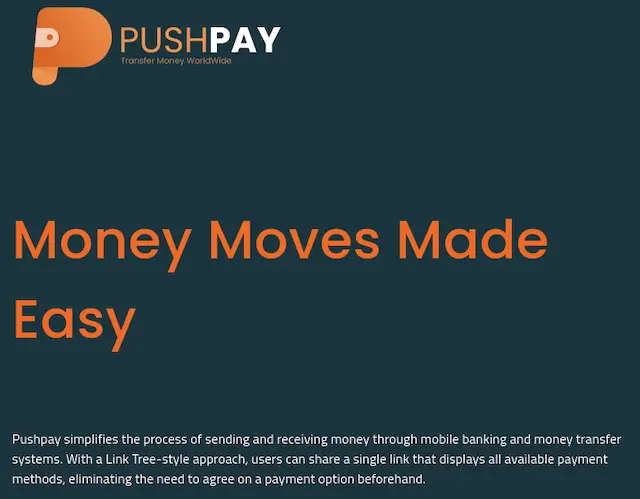 PUSHPAY
Transfer Money WorldWide
Money Moves Made
Easy
Pushpay simplifies the process of sending and receiving money through mobile banking and money transfer
systems. With a Link Tree-style approach, users can share a single link that displays all available payment
methods, eliminating the need to agree on a payment option beforehand.